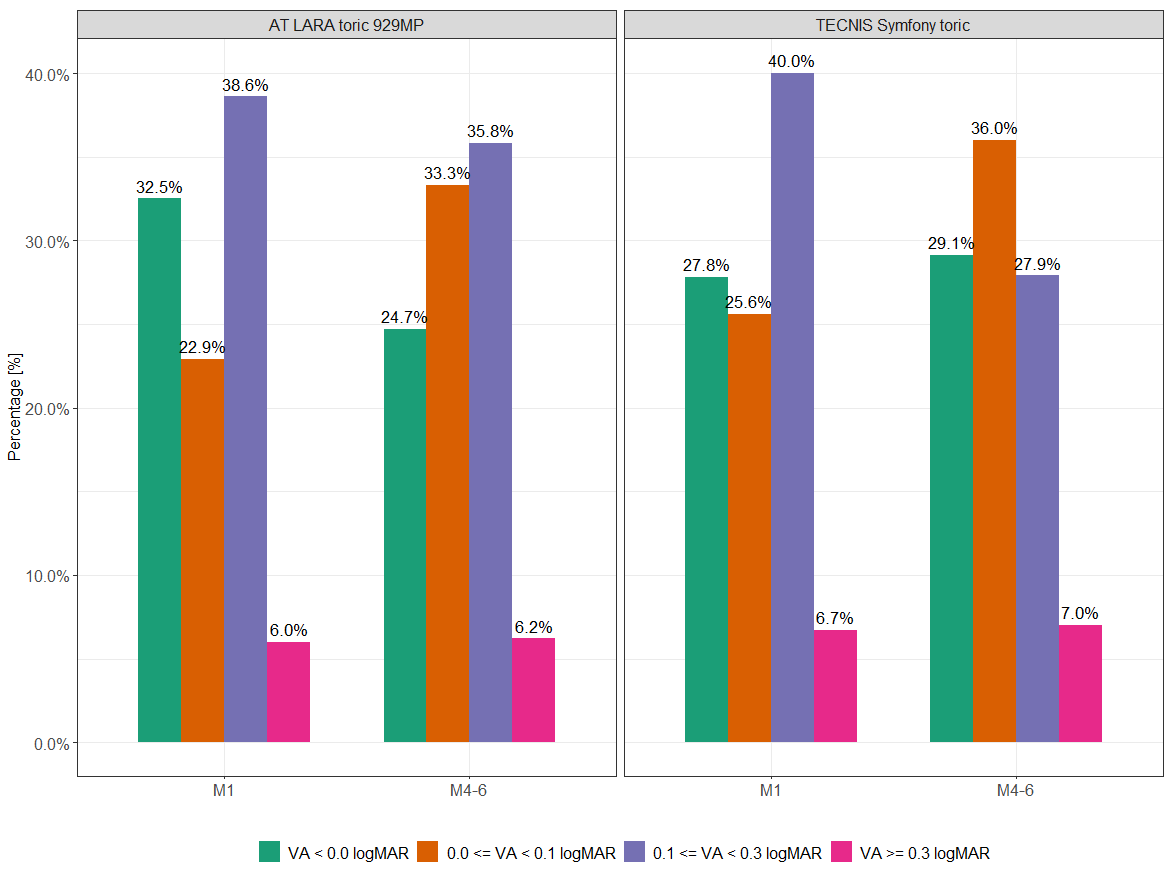 AT LARA toric 929MP
TECNIS Symfony toric
Percentage [%]
40.0%
30.0%
20.0%
10.0%
0.0%
32.5%
22.9%
38.6%
6.0%
24.7%
33.3%
35.8%
6.2%
27.8%
25.6%
40.0%
6.7%
29.1%
36.0%
27.9%
7.0%
M1
M4-6
M1
M4-6
VA < 0.0 logMAR
0.0 <= VA < 0.1 logMAR
0.1 <= VA < 0.3 logMAR
VA >= 0.3 logMAR